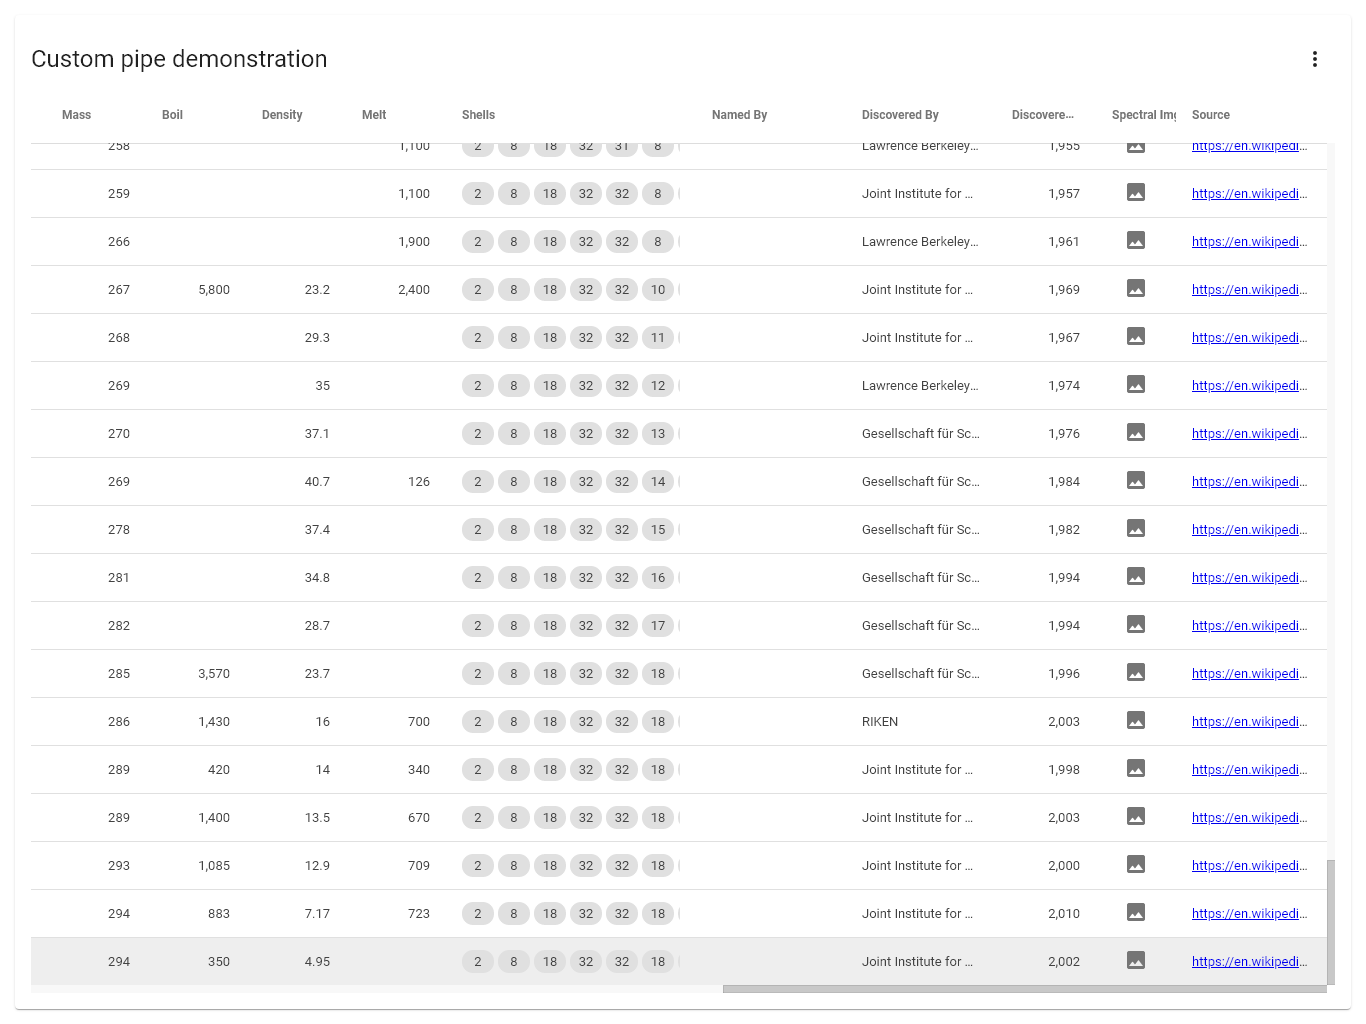 Custom pipe demonstration
Mass Boil Density Melt Shells Named By Discovered By Discovere… Spectral Img Source
258 1,100 2 8 18 32 31 8 Lawrence Berkeley… 1,955 https://en.wikipedi…
259 1,100 2 8 18 32 32 8 Joint Institute for … 1,957 https://en.wikipedi…
266 1,900 2 8 18 32 32 8 Lawrence Berkeley… 1,961 https://en.wikipedi…
267 5,800 23.2 2,400 2 8 18 32 32 10 Joint Institute for … 1,969 https://en.wikipedi…
268 29.3 2 8 18 32 32 11 Joint Institute for … 1,967 https://en.wikipedi…
269 35 2 8 18 32 32 12 Lawrence Berkeley… 1,974 https://en.wikipedi…
270 37.1 2 8 18 32 32 13 Gesellschaft für Sc… 1,976 https://en.wikipedi…
269 40.7 126 2 8 18 32 32 14 Gesellschaft für Sc… 1,984 https://en.wikipedi…
278 37.4 2 8 18 32 32 15 Gesellschaft für Sc… 1,982 https://en.wikipedi…
281 34.8 2 8 18 32 32 16 Gesellschaft für Sc… 1,994 https://en.wikipedi…
282 28.7 2 8 18 32 32 17 Gesellschaft für Sc… 1,994 https://en.wikipedi…
285 3,570 23.7 2 8 18 32 32 18 Gesellschaft für Sc… 1,996 https://en.wikipedi…
286 1,430 16 700 2 8 18 32 32 18 RIKEN 2,003 https://en.wikipedi…
289 420 14 340 2 8 18 32 32 18 Joint Institute for … 1,998 https://en.wikipedi…
289 1,400 13.5 670 2 8 18 32 32 18 Joint Institute for … 2,003 https://en.wikipedi…
293 1,085 12.9 709 2 8 18 32 32 18 Joint Institute for … 2,000 https://en.wikipedi…
294 883 7.17 723 2 8 18 32 32 18 Joint Institute for … 2,010 https://en.wikipedi…
294 350 4.95 2 8 18 32 32 18 Joint Institute for … 2,002 https://en.wikipedi…